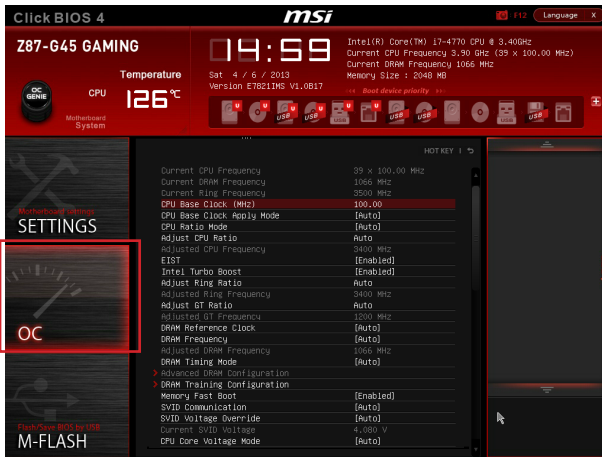 Click BIOS 4
msi
F12 Language X
Z87-G45 GAMING
14:59
Intel(R) Core(TM) i7-4770 CPU @ 3.40GHz
Current CPU Frequency 3.90 GHz (39 x 100.00 MHz)
Current DRAM Frequency 1066 MHz
Memory Size : 2048 MB
Temperature
Sat 4 / 6 / 2013
Version E7821IMS V1.0B17
Boot device priority
OC
GENIE
CPU
126°C
Motherboard
System
U U U U U U U U
USB USB USB USB USB
HOT KEY
Current CPU Frequency 39 x 100.00 MHz
Current DRAM Frequency 1066 MHz
Current Ring Frequency 3500 MHz
CPU Base Clock (MHz) 100.00
CPU Base Clock Apply Mode [Auto]
CPU Ratio Mode [Auto]
Adjust CPU Ratio Auto
Adjusted CPU Frequency 3400 MHz
EIST [Enabled]
Intel Turbo Boost [Enabled]
Adjust Ring Ratio Auto
Adjusted Ring Frequency 3400 MHz
Adjust GT Ratio Auto
Adjusted GT Frequency 1200 MHz
DRAM Reference Clock [Auto]
DRAM Frequency [Auto]
Adjusted DRAM Frequency 1066 MHz
DRAM Timing Mode [Auto]
> Advanced DRAM Configuration
> DRAM Training Configuration
Memory Fast Boot [Enabled]
SVID Communication [Auto]
SVID Voltage Override [Auto]
Current SVID Voltage 4.080 V
CPU Core Voltage Mode [Auto]
Motherboard settings
SETTINGS
OC
Flash/Save BIOS to USB
M-FLASH